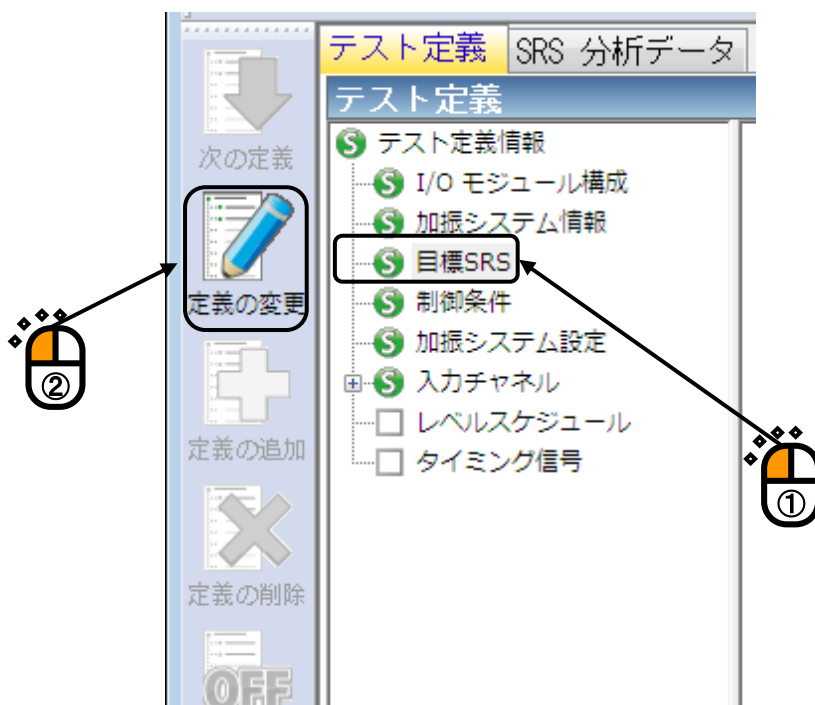 テスト定義 SRS 分析データ
テスト定義
次の定義
定義の変更
定義の追加
定義の削除
OFF
S テスト定義情報
S I/O モジュール構成
S 加振システム情報
S 目標SRS
S 制御条件
S 加振システム設定
S 入力チャネル
レベルスケジュール
タイミング信号
②
①